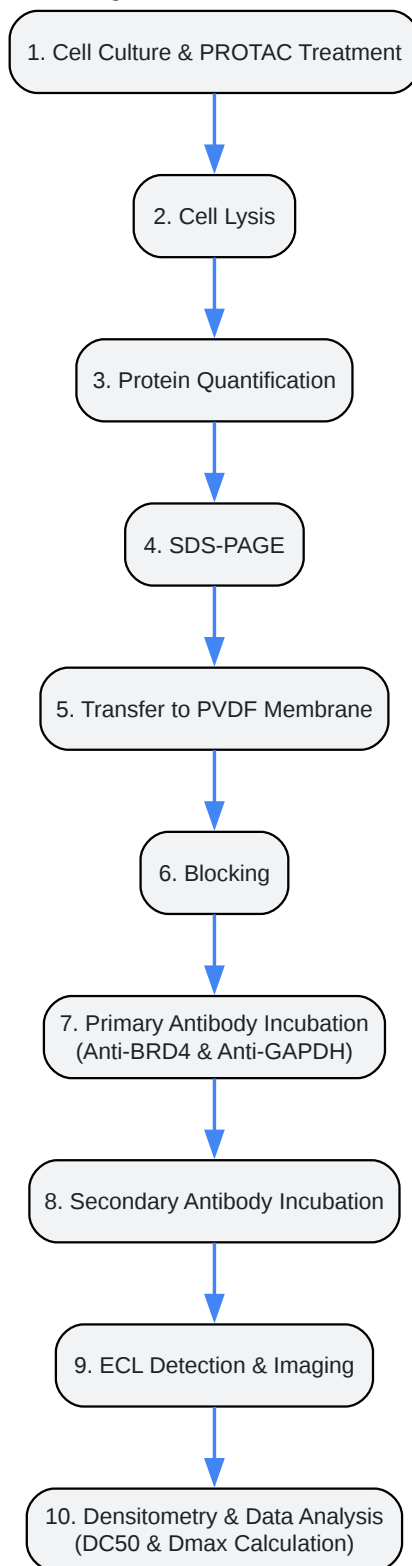 1. Cell Culture & PROTAC Treatment
2. Cell Lysis
3. Protein Quantification
4. SDS-PAGE
5. Transfer to PVDF Membrane
6. Blocking
7. Primary Antibody Incubation
(Anti-BRD4 & Anti-GAPDH)
8. Secondary Antibody Incubation
9. ECL Detection & Imaging
10. Densitometry & Data Analysis
(DC50 & Dmax Calculation)